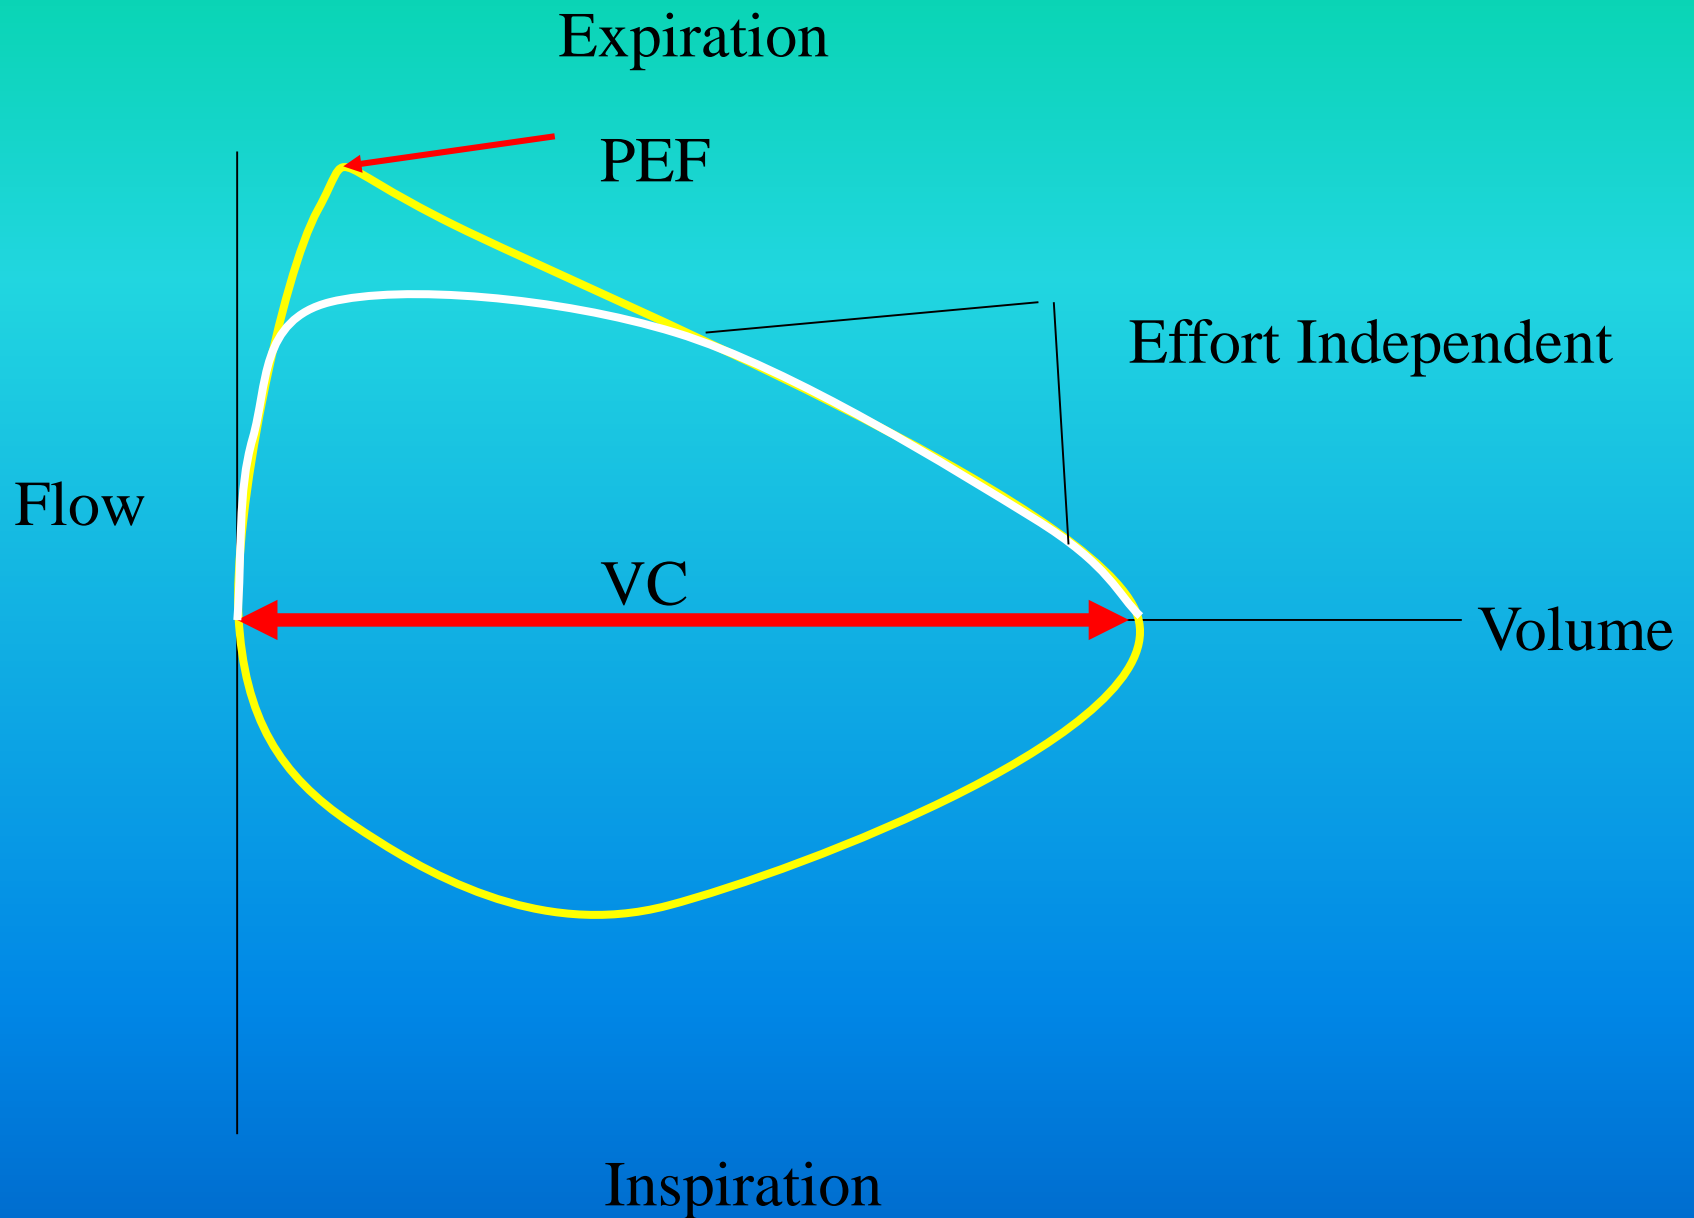 Expiration
PEF
Effort Independent
Flow
VC
Volume
Inspiration